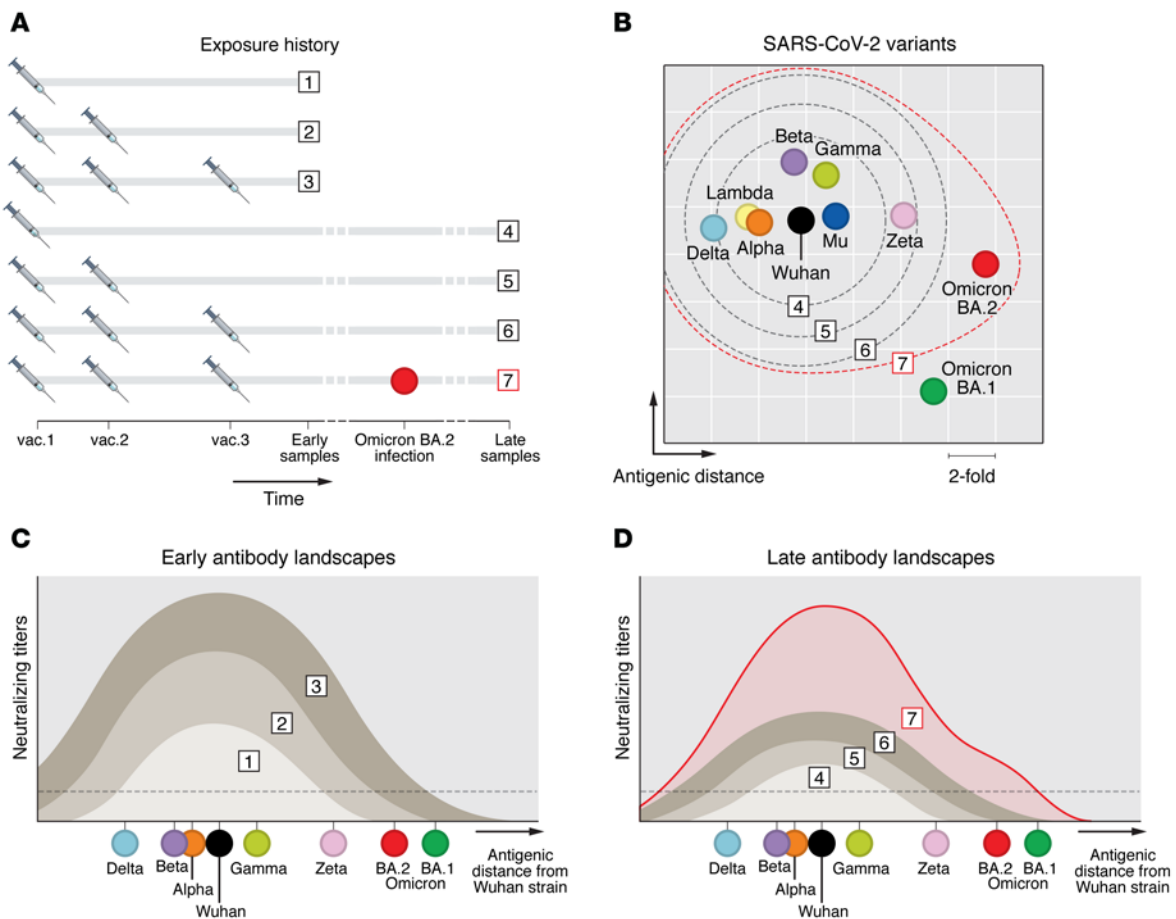 A
Exposure history
1
2
3
4
5
6
7
vac.1
vac.2
vac.3
Early
samples
Omicron BA.2
infection
Late
samples
Time
B
SARS-CoV-2 variants
Beta
Gamma
Lambda
Delta
Alpha
Mu
Zeta
Wuhan
Omicron
BA.2
4
5
6
7
Omicron
BA.1
Antigenic distance
2-fold
C
Early antibody landscapes
Neutralizing titers
3
2
1
Delta
Beta
Alpha
Wuhan
Gamma
Zeta
BA.2
BA.1
Omicron
Antigenic
distance from
Wuhan strain
D
Late antibody landscapes
Neutralizing titers
7
6
5
4
Delta
Beta
Alpha
Wuhan
Gamma
Zeta
BA.2
BA.1
Omicron
Antigenic
distance from
Wuhan strain